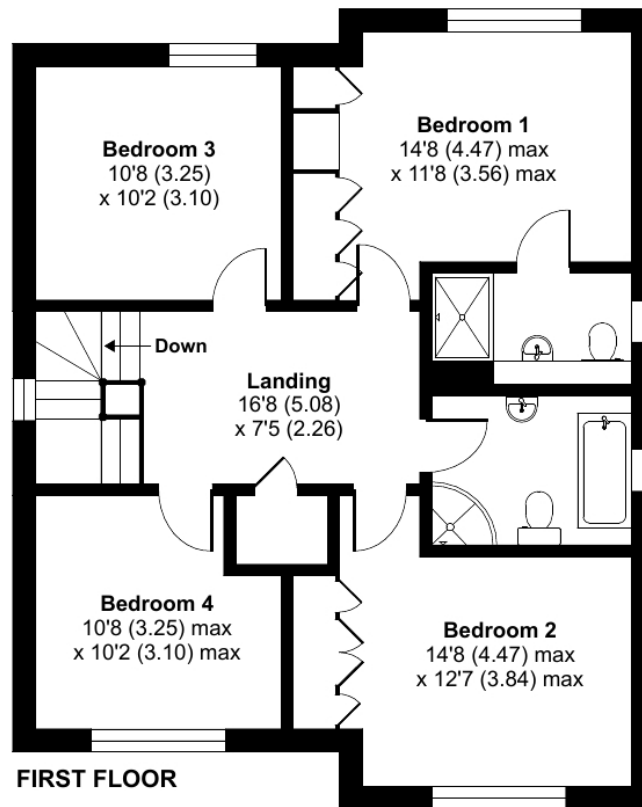 Bedroom 3
10'8 (3.25)
x 10'2 (3.10)
Bedroom 1
14'8 (4.47) max
x 11'8 (3.56) max
Down
Landing
16'8 (5.08)
x 7'5 (2.26)
Bedroom 4
10'8 (3.25) max
x 10'2 (3.10) max
Bedroom 2
14'8 (4.47) max
x 12'7 (3.84) max
FIRST FLOOR